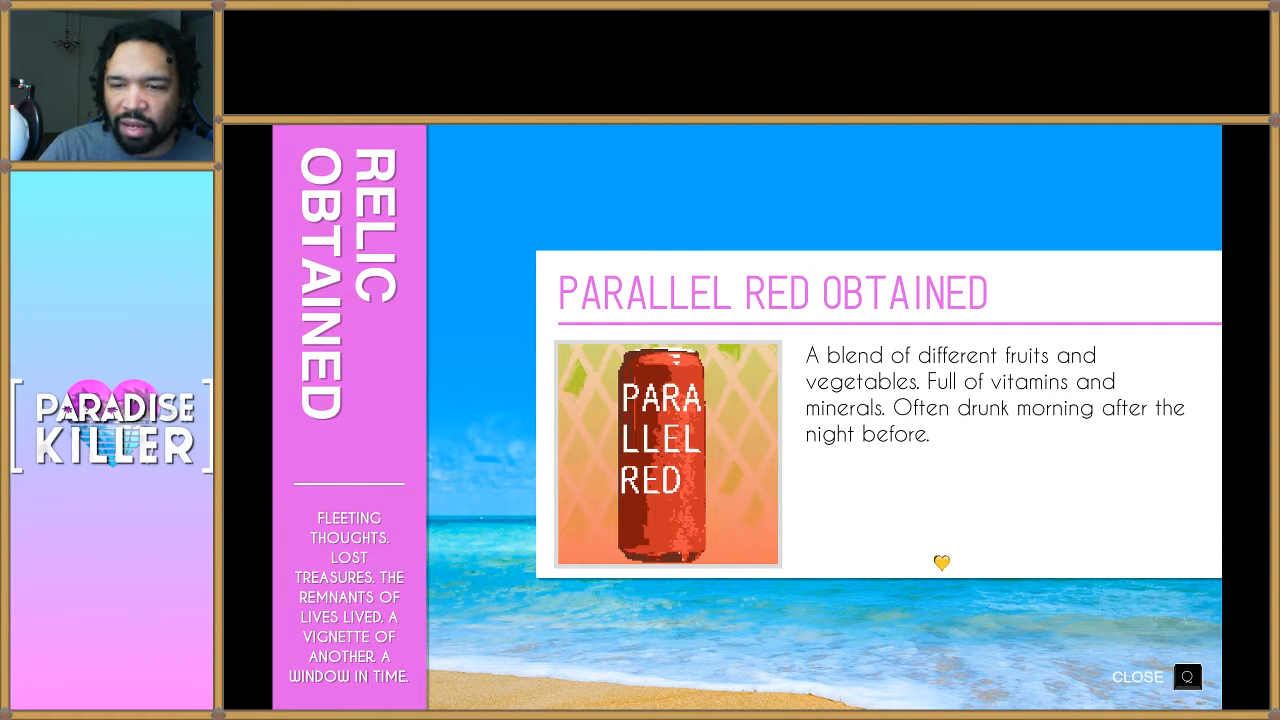 RELIC
OBTAINED
FLEETING
THOUGHTS.
LOST
TREASURES. THE
REMNANTS OF
LIVES LIVED. A
VIGNETTE OF
ANOTHER. A
WINDOW IN TIME.
PARALLEL RED OBTAINED
PARA
LLEL
RED
A blend of different fruits and
vegetables. Full of vitamins and
minerals. Often drunk morning after the
night before.
CLOSE Q
[PARADISE
KILLER]